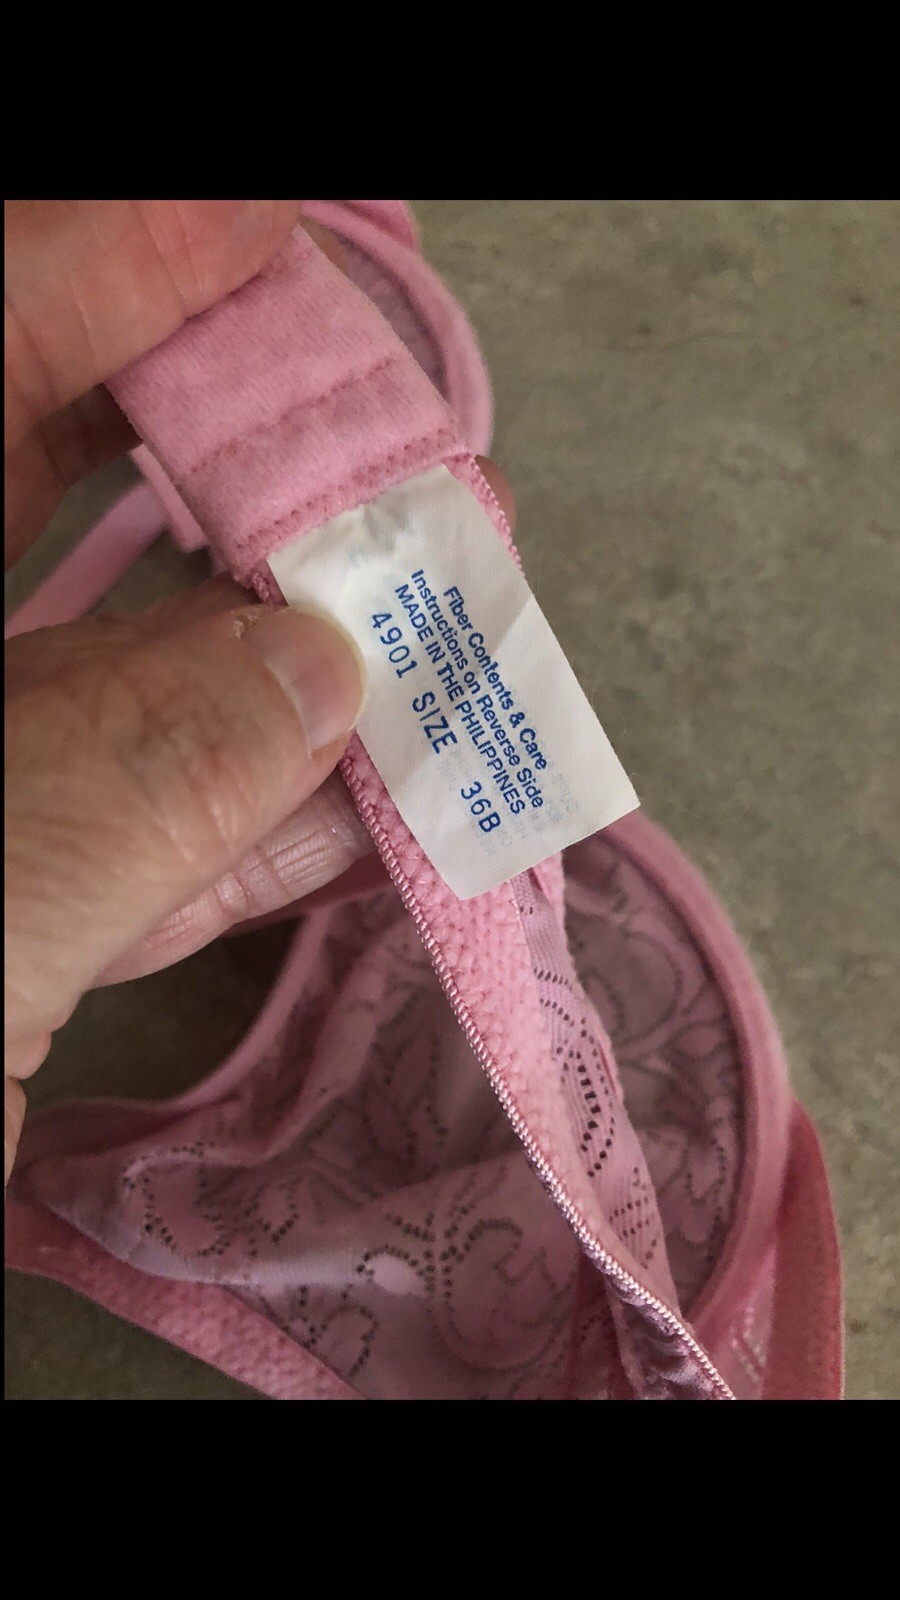 Fiber Contents & Care
Instructions on Reverse Side
MADE IN THE PHILIPPINES
4901 SIZE 36B